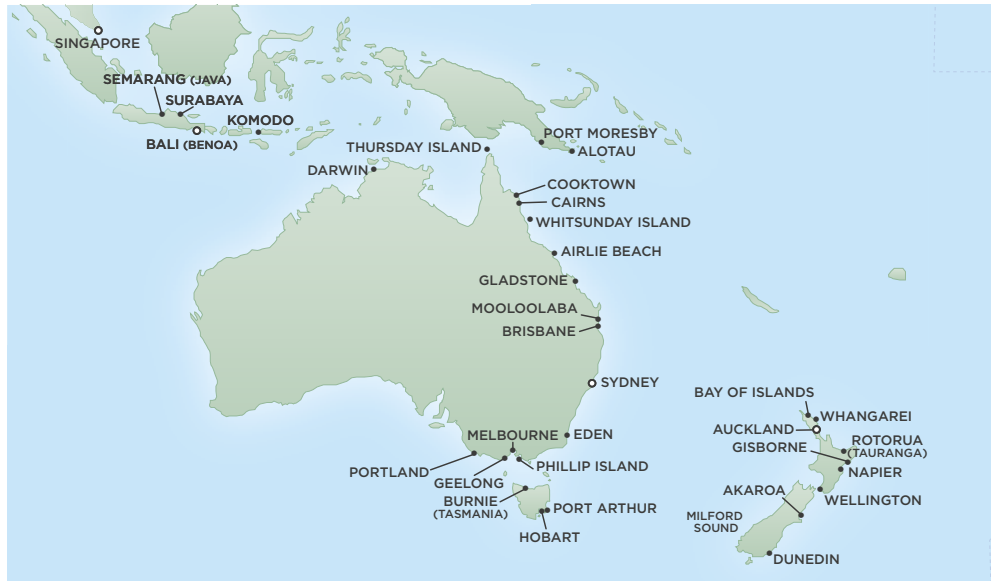 SINGAPORE
SEMARANG (JAVA)
SURABAYA
KOMODO
BALI (BENOA)
PORT MORESBY
THURSDAY ISLAND
ALOTAU
DARWIN
COOKTOWN
CAIRNS
WHITSUNDAY ISLAND
AIRLIE BEACH
GLADSTONE
MOOLOOLABA
BRISBANE
SYDNEY
BAY OF ISLANDS
WHANGAREI
AUCKLAND
MELBOURNE
EDEN
ROTORUA
(TAURANGA)
GISBORNE
PORTLAND
PHILLIP ISLAND
NAPIER
GEELONG
AKAROA
BURNIE
(TASMANIA)
WELLINGTON
PORT ARTHUR
MILFORD
SOUND
HOBART
DUNEDIN